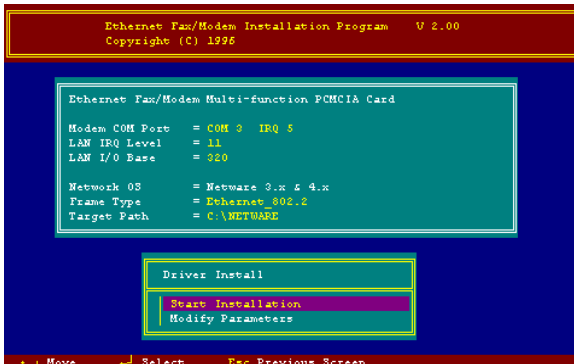 Ethernet Fax/Modem Installation Program V 2.00
Copyright (C) 1996
Ethernet Fax/Modem Multi-function PCMCIA Card
Modem COM Port = COM 3 IRQ 5
LAN IRQ Level = 11
LAN I/O Base = 320
Network OS = Netware 3.x & 4.x
Frame Type = Ethernet_802.2
Target Path = C:\NETWARE
Driver Install
Start Installation
Modify Parameters
Move Select Esc Previous Screen